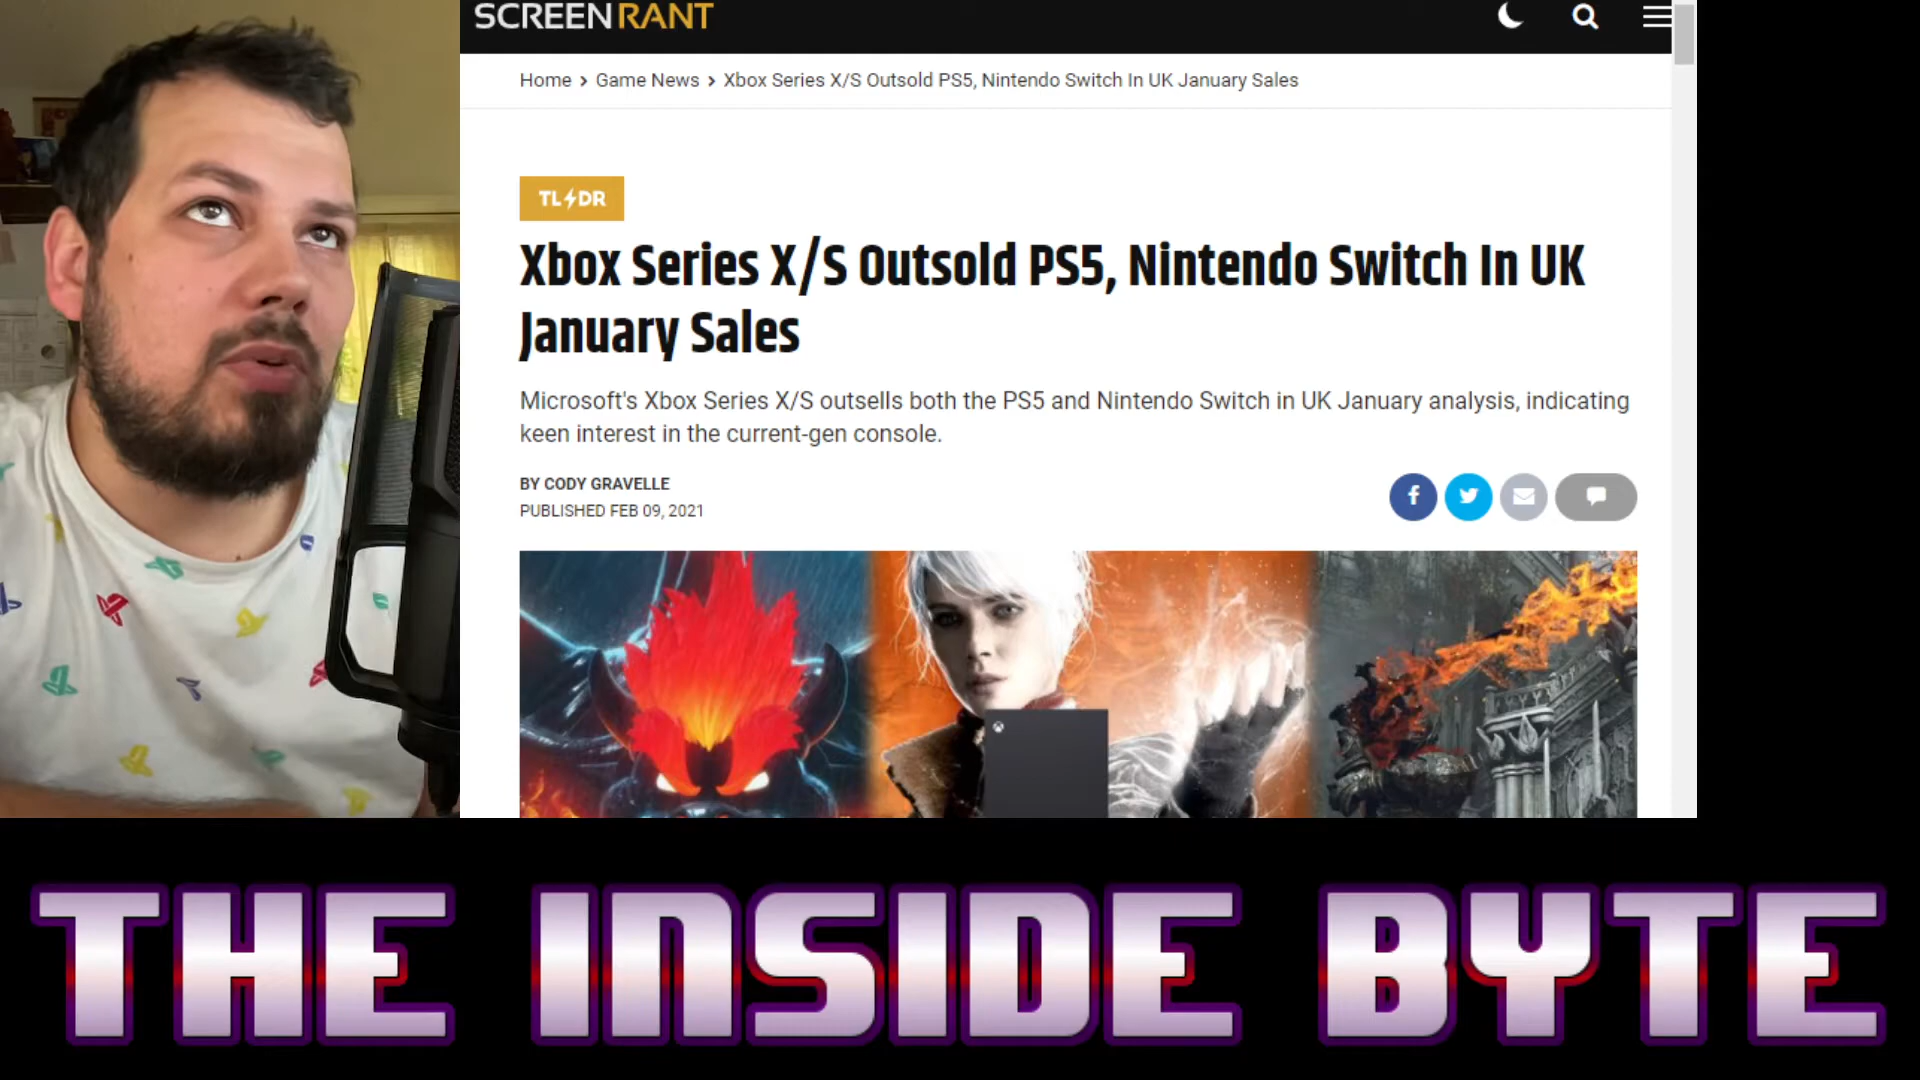 SCREENRANT
Home > Game News > Xbox Series X/S Outsold PS5, Nintendo Switch In UK January Sales
TL DR
Xbox Series X/S Outsold PS5, Nintendo Switch In UK
January Sales
Microsoft's Xbox Series X/S outsells both the PS5 and Nintendo Switch in UK January analysis, indicating
keen interest in the current-gen console.
BY CODY GRAVELLE
PUBLISHED FEB 09, 2021
THE INSIDE BYTE